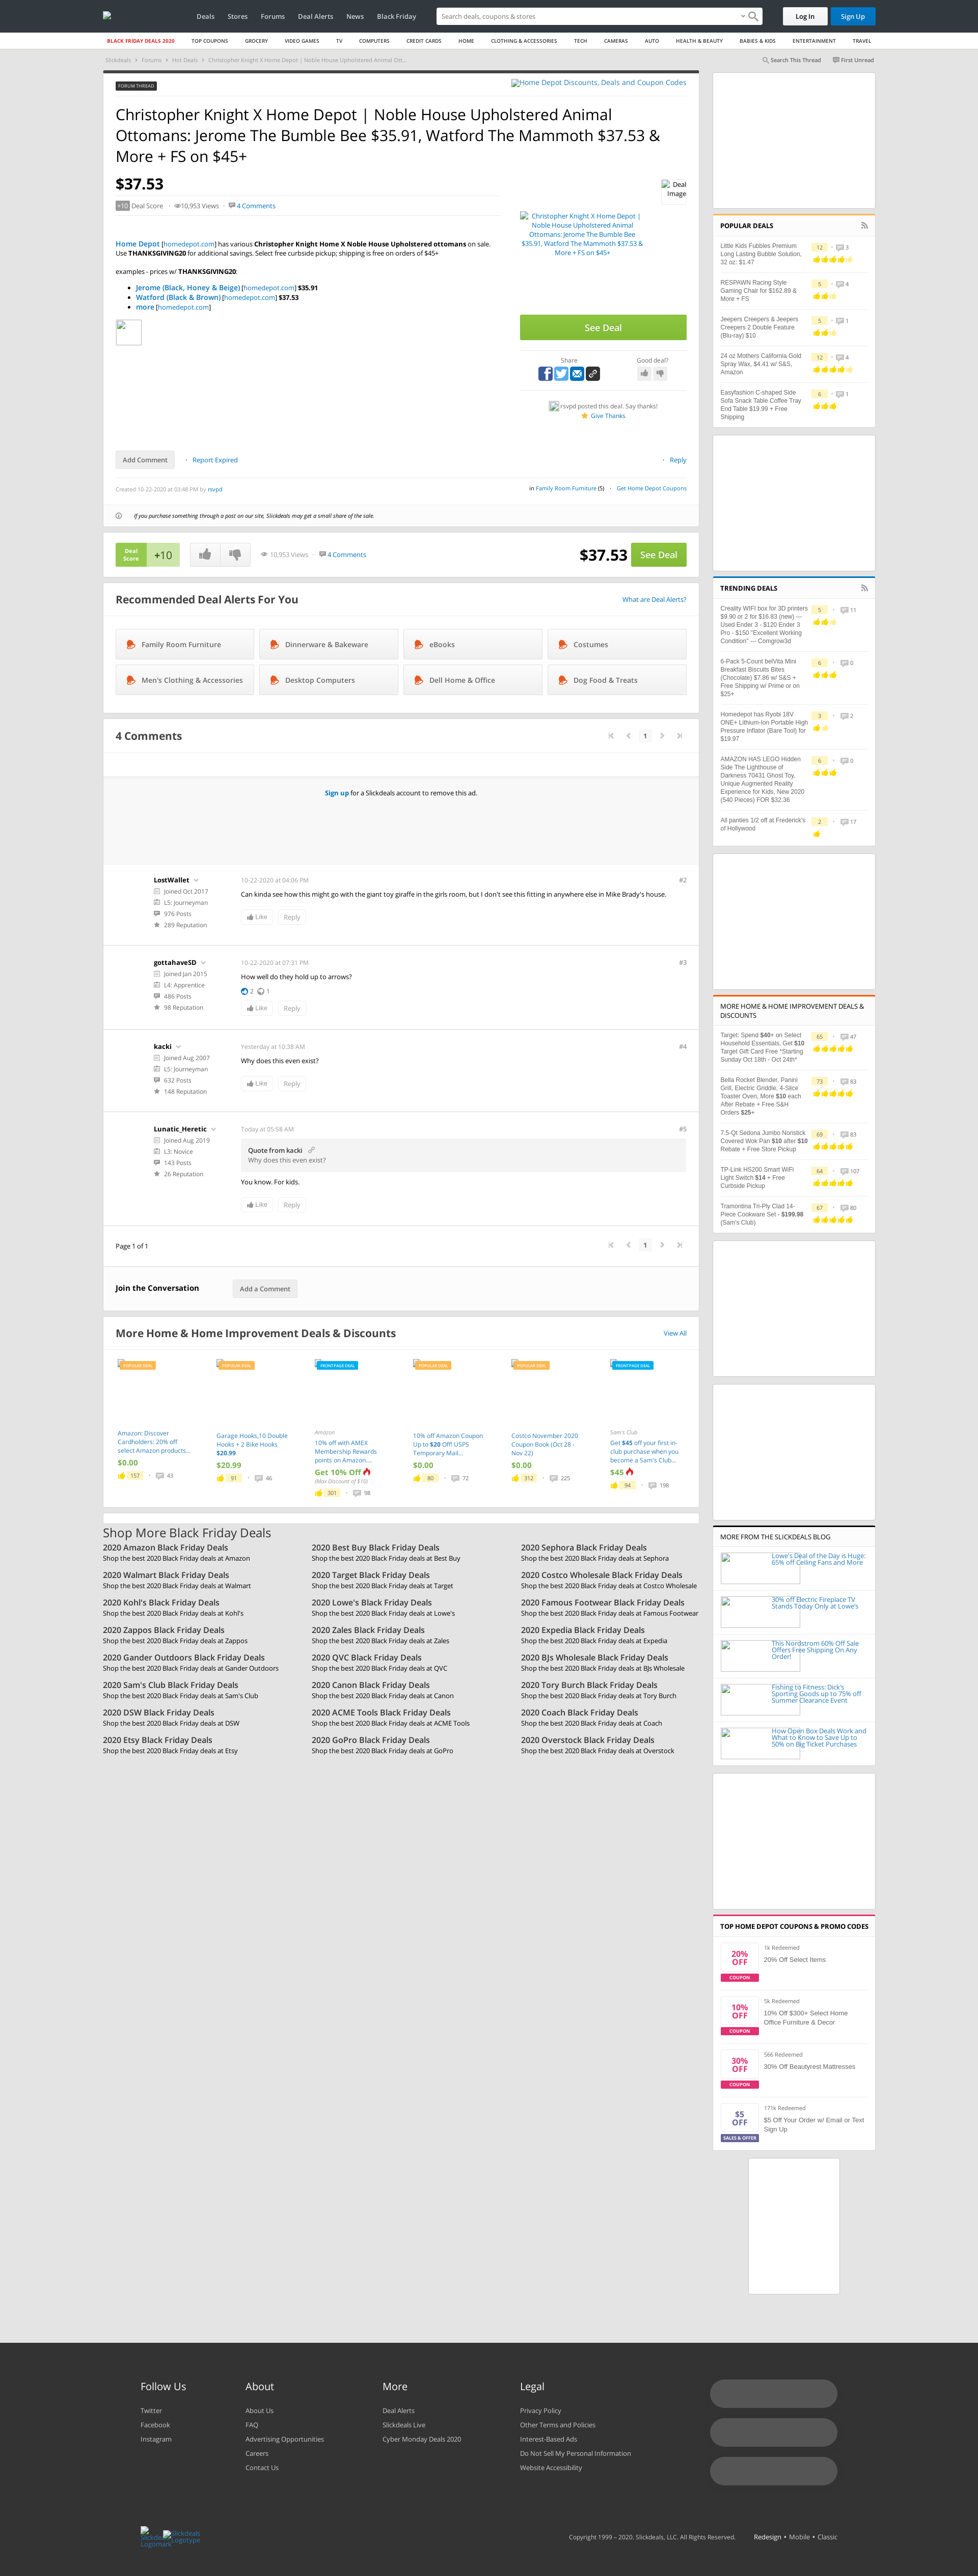 Deals Stores Forums Deal Alerts News Black Friday
Search deals, coupons & stores
Log In
Sign Up
BLACK FRIDAY DEALS 2020 TOP COUPONS GROCERY VIDEO GAMES TV COMPUTERS CREDIT CARDS HOME CLOTHING & ACCESSORIES TECH CAMERAS AUTO HEALTH & BEAUTY BABIES & KIDS ENTERTAINMENT TRAVEL
Slickdeals › Forums › Hot Deals › Christopher Knight X Home Depot | Noble House Upholstered Animal Ott...
Search This Thread
First Unread
FORUM THREAD
Home Depot Discounts, Deals and Coupon Codes
Christopher Knight X Home Depot | Noble House Upholstered Animal
Ottomans: Jerome The Bumble Bee $35.91, Watford The Mammoth $37.53 &
More + FS on $45+
$37.53
+10 Deal Score · 10,953 Views · 4 Comments
Home Depot [homedepot.com] has various Christopher Knight Home X Noble House Upholstered ottomans on sale.
Use THANKSGIVING20 for additional savings. Select free curbside pickup; shipping is free on orders of $45+
examples - prices w/ THANKSGIVING20:
• Jerome (Black, Honey & Beige) [homedepot.com] $35.91
• Watford (Black & Brown) [homedepot.com] $37.53
• more [homedepot.com]
Deal
Image
Christopher Knight X Home Depot |
Noble House Upholstered Animal
Ottomans: Jerome The Bumble Bee
$35.91, Watford The Mammoth $37.53 &
More + FS on $45+
See Deal
Share
Good deal?
rsvpd posted this deal. Say thanks!
Give Thanks
Add Comment · Report Expired
· Reply
Created 10-22-2020 at 03:48 PM by rsvpd
in Family Room Furniture (5) · Get Home Depot Coupons
If you purchase something through a post on our site, Slickdeals may get a small share of the sale.
Deal
Score
+10
10,953 Views · 4 Comments
$37.53
See Deal
Recommended Deal Alerts For You
What are Deal Alerts?
Family Room Furniture
Dinnerware & Bakeware
eBooks
Costumes
Men's Clothing & Accessories
Desktop Computers
Dell Home & Office
Dog Food & Treats
4 Comments
1
Sign up for a Slickdeals account to remove this ad.
LostWallet
Joined Oct 2017
L5: Journeyman
976 Posts
289 Reputation
10-22-2020 at 04:06 PM
#2
Can kinda see how this might go with the giant toy giraffe in the girls room, but I don't see this fitting in anywhere else in Mike Brady's house.
Like
Reply
gottahaveSD
Joined Jan 2015
L4: Apprentice
486 Posts
98 Reputation
10-22-2020 at 07:31 PM
#3
How well do they hold up to arrows?
2 1
Like
Reply
kacki
Joined Aug 2007
L5: Journeyman
632 Posts
148 Reputation
Yesterday at 10:38 AM
#4
Why does this even exist?
Like
Reply
Lunatic_Heretic
Joined Aug 2019
L3: Novice
143 Posts
26 Reputation
Today at 05:58 AM
#5
Quote from kacki
Why does this even exist?
You know. For kids.
Like
Reply
Page 1 of 1
1
Join the Conversation
Add a Comment
More Home & Home Improvement Deals & Discounts
View All
POPULAR DEAL
Amazon: Discover
Cardholders: 20% off
select Amazon products...
$0.00
157 · 43
POPULAR DEAL
Garage Hooks,10 Double
Hooks + 2 Bike Hooks
$20.99
$20.99
91 · 46
FRONTPAGE DEAL
Amazon
10% off with AMEX
Membership Rewards
points on Amazon....
Get 10% Off
(Max Discount of $10)
301 · 98
POPULAR DEAL
10% off Amazon Coupon
Up to $20 Off! USPS
Temporary Mail...
$0.00
80 · 72
POPULAR DEAL
Costco November 2020
Coupon Book (Oct 28 -
Nov 22)
$0.00
312 · 225
FRONTPAGE DEAL
Sam's Club
Get $45 off your first in-
club purchase when you
become a Sam's Club...
$45
94 · 198
Shop More Black Friday Deals
2020 Amazon Black Friday Deals
Shop the best 2020 Black Friday deals at Amazon
2020 Best Buy Black Friday Deals
Shop the best 2020 Black Friday deals at Best Buy
2020 Sephora Black Friday Deals
Shop the best 2020 Black Friday deals at Sephora
2020 Walmart Black Friday Deals
Shop the best 2020 Black Friday deals at Walmart
2020 Target Black Friday Deals
Shop the best 2020 Black Friday deals at Target
2020 Costco Wholesale Black Friday Deals
Shop the best 2020 Black Friday deals at Costco Wholesale
2020 Kohl's Black Friday Deals
Shop the best 2020 Black Friday deals at Kohl's
2020 Lowe's Black Friday Deals
Shop the best 2020 Black Friday deals at Lowe's
2020 Famous Footwear Black Friday Deals
Shop the best 2020 Black Friday deals at Famous Footwear
2020 Zappos Black Friday Deals
Shop the best 2020 Black Friday deals at Zappos
2020 Zales Black Friday Deals
Shop the best 2020 Black Friday deals at Zales
2020 Expedia Black Friday Deals
Shop the best 2020 Black Friday deals at Expedia
2020 Gander Outdoors Black Friday Deals
Shop the best 2020 Black Friday deals at Gander Outdoors
2020 QVC Black Friday Deals
Shop the best 2020 Black Friday deals at QVC
2020 BJs Wholesale Black Friday Deals
Shop the best 2020 Black Friday deals at BJs Wholesale
2020 Sam's Club Black Friday Deals
Shop the best 2020 Black Friday deals at Sam's Club
2020 Canon Black Friday Deals
Shop the best 2020 Black Friday deals at Canon
2020 Tory Burch Black Friday Deals
Shop the best 2020 Black Friday deals at Tory Burch
2020 DSW Black Friday Deals
Shop the best 2020 Black Friday deals at DSW
2020 ACME Tools Black Friday Deals
Shop the best 2020 Black Friday deals at ACME Tools
2020 Coach Black Friday Deals
Shop the best 2020 Black Friday deals at Coach
2020 Etsy Black Friday Deals
Shop the best 2020 Black Friday deals at Etsy
2020 GoPro Black Friday Deals
Shop the best 2020 Black Friday deals at GoPro
2020 Overstock Black Friday Deals
Shop the best 2020 Black Friday deals at Overstock
POPULAR DEALS
Little Kids Fubbles Premium
Long Lasting Bubble Solution,
32 oz: $1.47
12 · 3
RESPAWN Racing Style
Gaming Chair for $162.89 &
More + FS
5 · 4
Jeepers Creepers & Jeepers
Creepers 2 Double Feature
(Blu-ray) $10
5 · 1
24 oz Mothers California Gold
Spray Wax, $4.41 w/ S&S,
Amazon
12 · 4
Easyfashion C-shaped Side
Sofa Snack Table Coffee Tray
End Table $19.99 + Free
Shipping
6 · 1
TRENDING DEALS
Creality WIFI box for 3D printers
$9.90 or 2 for $16.83 (new) ---
Used Ender 3 - $120 Ender 3
Pro - $150 "Excellent Working
Condition" --- Comgrow3d
5 · 11
6-Pack 5-Count belVita Mini
Breakfast Biscuits Bites
(Chocolate) $7.86 w/ S&S +
Free Shipping w/ Prime or on
$25+
6 · 0
Homedepot has Ryobi 18V
ONE+ Lithium-Ion Portable High
Pressure Inflator (Bare Tool) for
$19.97
3 · 2
AMAZON HAS LEGO Hidden
Side The Lighthouse of
Darkness 70431 Ghost Toy,
Unique Augmented Reality
Experience for Kids, New 2020
(540 Pieces) FOR $32.36
6 · 0
All panties 1/2 off at Frederick's
of Hollywood
2 · 17
MORE HOME & HOME IMPROVEMENT DEALS &
DISCOUNTS
Target: Spend $40+ on Select
Household Essentials, Get $10
Target Gift Card Free *Starting
Sunday Oct 18th - Oct 24th*
65 · 47
Bella Rocket Blender, Panini
Grill, Electric Griddle, 4-Slice
Toaster Oven, More $10 each
After Rebate + Free S&H
Orders $25+
73 · 83
7.5-Qt Sedona Jumbo Nonstick
Covered Wok Pan $10 after $10
Rebate + Free Store Pickup
69 · 83
TP-Link HS200 Smart WiFi
Light Switch $14 + Free
Curbside Pickup
64 · 107
Tramontina Tri-Ply Clad 14-
Piece Cookware Set - $199.98
(Sam's Club)
67 · 80
MORE FROM THE SLICKDEALS BLOG
Lowe's Deal of the Day is Huge:
65% off Ceiling Fans and More
30% off Electric Fireplace TV
Stands Today Only at Lowe's
This Nordstrom 60% Off Sale
Offers Free Shipping On Any
Order!
Fishing to Fitness: Dick's
Sporting Goods up to 75% off
Summer Clearance Event
How Open Box Deals Work and
What to Know to Save Up to
50% on Big Ticket Purchases
TOP HOME DEPOT COUPONS & PROMO CODES
20%
OFF
COUPON
1k Redeemed
20% Off Select Items
10%
OFF
COUPON
5k Redeemed
10% Off $300+ Select Home
Office Furniture & Decor
30%
OFF
COUPON
566 Redeemed
30% Off Beautyrest Mattresses
$5
OFF
SALES & OFFER
171k Redeemed
$5 Off Your Order w/ Email or Text
Sign Up
Follow Us
Twitter
Facebook
Instagram
About
About Us
FAQ
Advertising Opportunities
Careers
Contact Us
More
Deal Alerts
Slickdeals Live
Cyber Monday Deals 2020
Legal
Privacy Policy
Other Terms and Policies
Interest-Based Ads
Do Not Sell My Personal Information
Website Accessibility
Slickdeals
Logomark
Slickdeals
Logotype
Copyright 1999 – 2020. Slickdeals, LLC. All Rights Reserved.
Redesign • Mobile • Classic